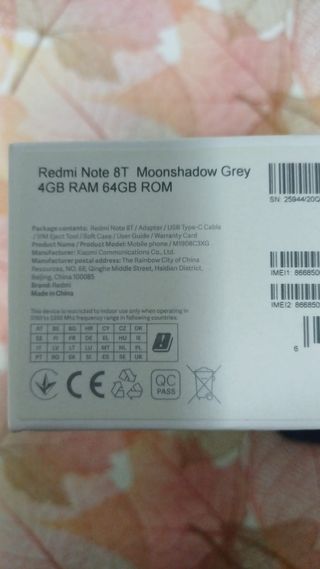 Redmi Note 8T Moonshadow Grey
4GB RAM 64GB ROM
SN: 25944/20Q
Package contents: Redmi Note 8T / Adapter / USB Type-C Cable
/ SIM Eject Tool / Soft Case / User Guide / Warranty Card
Product Name / Product Model: Mobile phone / M1908C3XG
Manufacturer: Xiaomi Communications Co., Ltd.
Manufacturer postal address: The Rainbow City of China
Resources, NO. 68, Qinghe Middle Street, Haidian District,
Beijing, China 100085
Brand: Redmi
Made in China
IMEI1: 866850
IMEI2 866850
6
This device is restricted to indoor use only when operating in
5150 to 5350 MHz frequency range in following countries:
AT BE BG HR CY CZ DK
EE FI FR DE EL HU IE
IT LV LT LU MT NL PL
PT RO SK SI ES SE UK
CE
QC
PASS